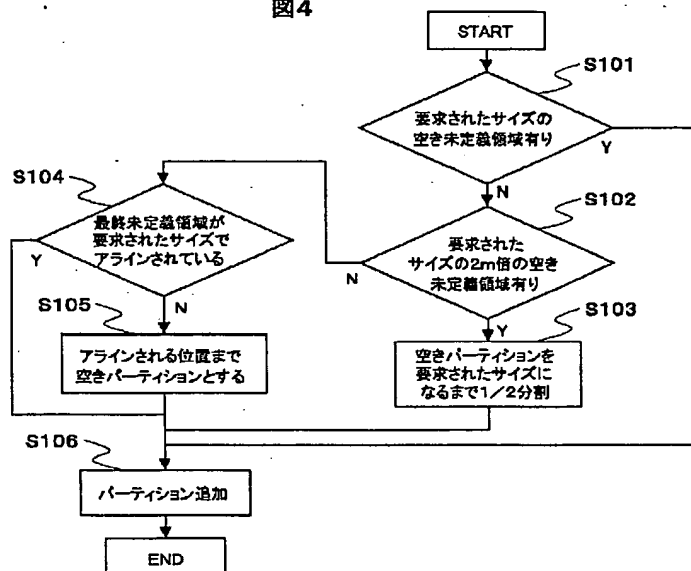 図4
START
S101
要求されたサイズの
空き未定義領域有り
Y
N
S102
要求された
サイズの2m倍の空き
未定義領域有り
N
Y
S103
空きパーティションを
要求されたサイズに
なるまで1/2分割
S104
最終未定義領域が
要求されたサイズで
アラインされている
Y
N
S105
アラインされる位置まで
空きパーティションとする
S106
パーティション追加
END